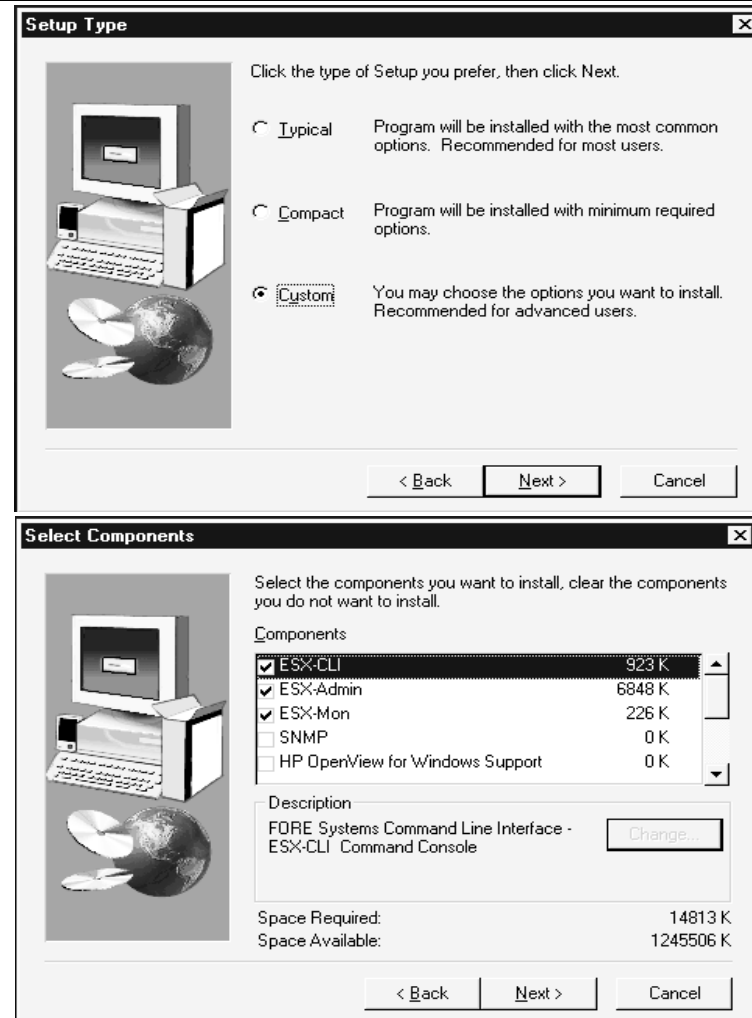 Setup Type
Click the type of Setup you prefer, then click Next.
Typical
Program will be installed with the most common
options. Recommended for most users.
Compact
Program will be installed with minimum required
options.
Custom
You may choose the options you want to install.
Recommended for advanced users.
< Back
Next >
Cancel
Select Components
Select the components you want to install, clear the components
you do not want to install.
Components
ESX-CLI 923 K
ESX-Admin 6848 K
ESX-Mon 226 K
SNMP 0 K
HP OpenView for Windows Support 0 K
Description
FORE Systems Command Line Interface -
ESX-CLI Command Console
Change...
Space Required: 14813 K
Space Available: 1245506 K
< Back
Next >
Cancel